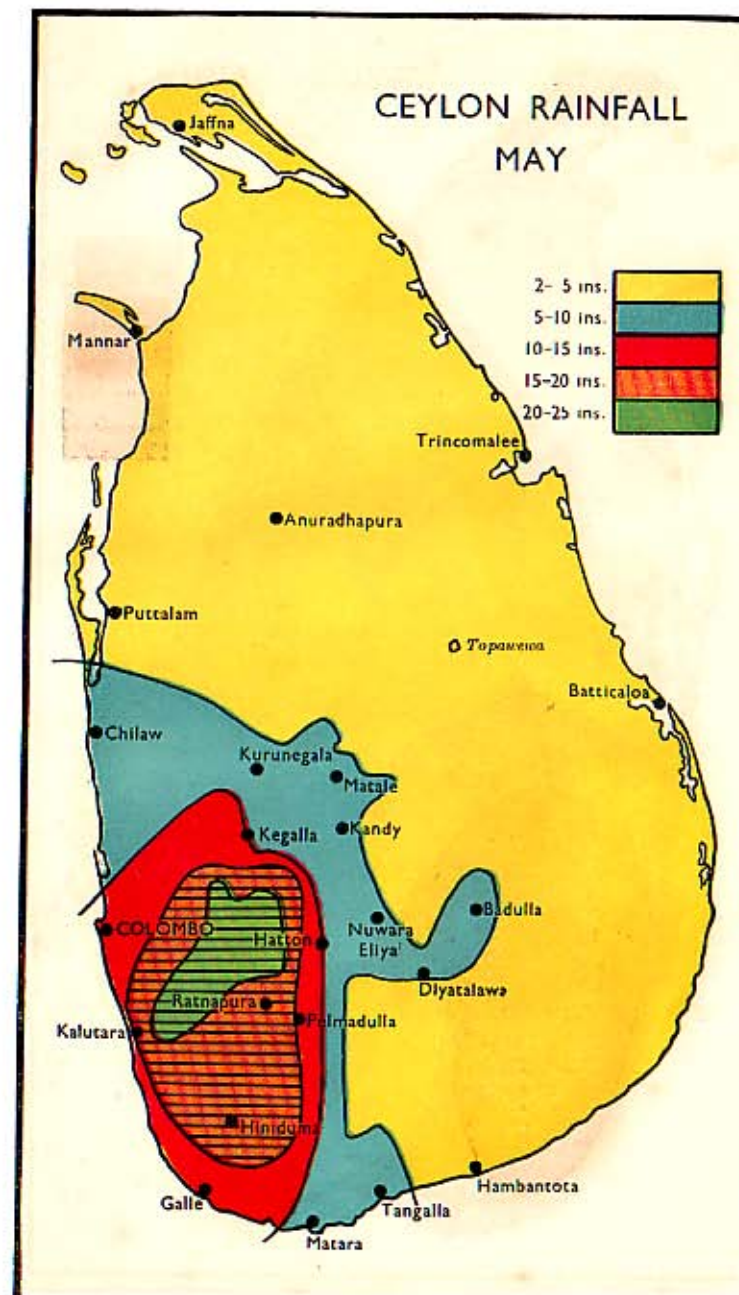 CEYLON RAINFALL
MAY
Jaffna
2– 5 ins.
5–10 ins.
10–15 ins.
15–20 ins.
20–25 ins.
Mannar
Trincomalee
Anuradhapura
Puttalam
Topawewa
Batticaloa
Chilaw
Kurunegala
Matale
Kegalla
Kandy
COLOMBO
Nuwara
Eliya
Badulla
Hatton
Diyatalawa
Ratnapura
Pelmadulla
Kalutara
Hiniduma
Galle
Tangalla
Hambantota
Matara